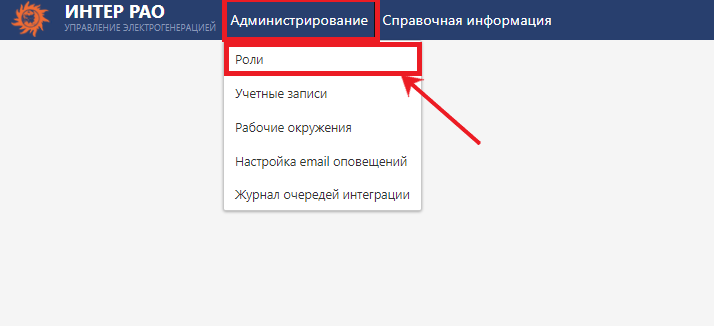 ИНТЕР РАО
УПРАВЛЕНИЕ ЭЛЕКТРОГЕНЕРАЦИЕЙ
Администрирование
Справочная информация
Роли
Учетные записи
Рабочие окружения
Настройка email оповещений
Журнал очередей интеграции